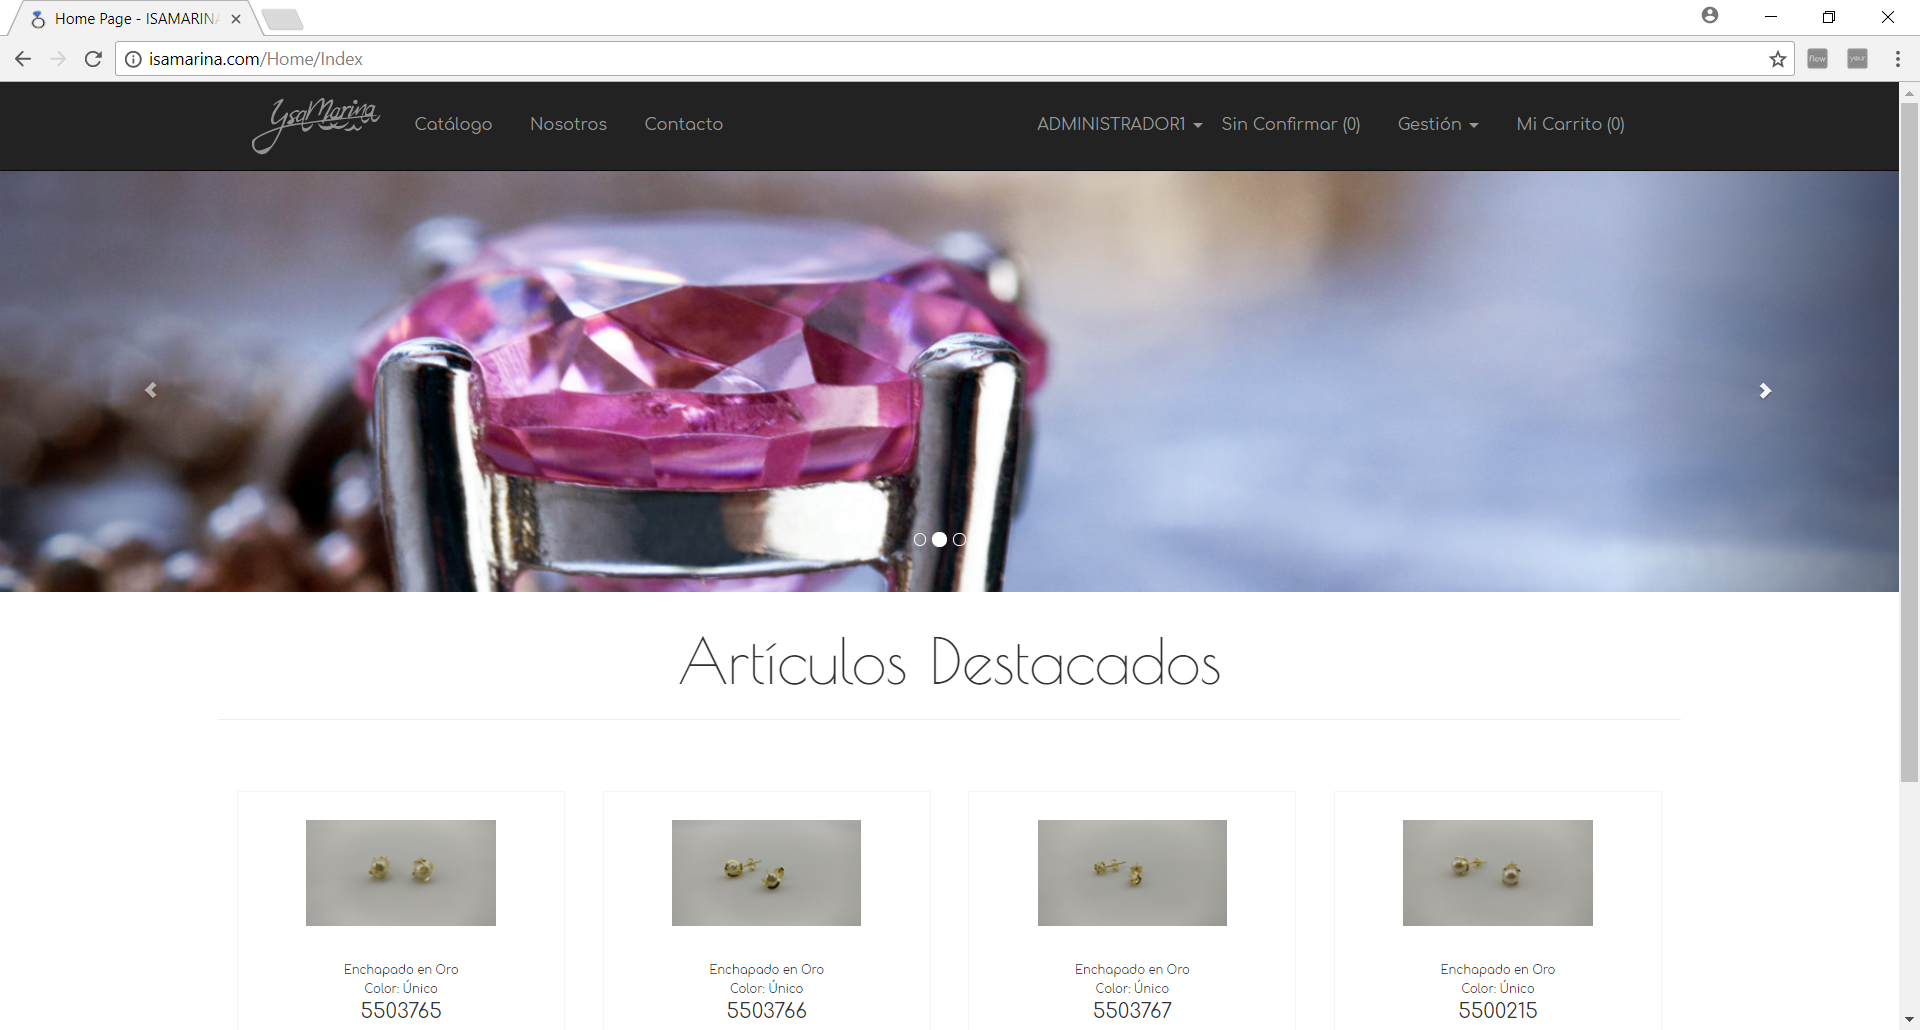 Home Page - ISAMARINA
isamarina.com/Home/Index
flow
your
YsaMarina
Catálogo
Nosotros
Contacto
ADMINISTRADOR1
Sin Confirmar (0)
Gestión
Mi Carrito (0)
Artículos Destacados
Enchapado en Oro
Color: Único
5503765
Enchapado en Oro
Color: Único
5503766
Enchapado en Oro
Color: Único
5503767
Enchapado en Oro
Color: Único
5500215